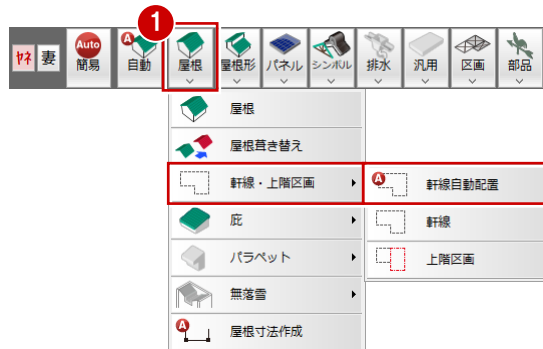 1
ヤネ 妻 Auto 簡易 A 自動 屋根 屋根形 パネル シンボル 排水 汎用 区画 部品
屋根
屋根葺き替え
軒線・上階区画
A 軒線自動配置
庇
軒線
パラペット
上階区画
無落雪
A 屋根寸法作成